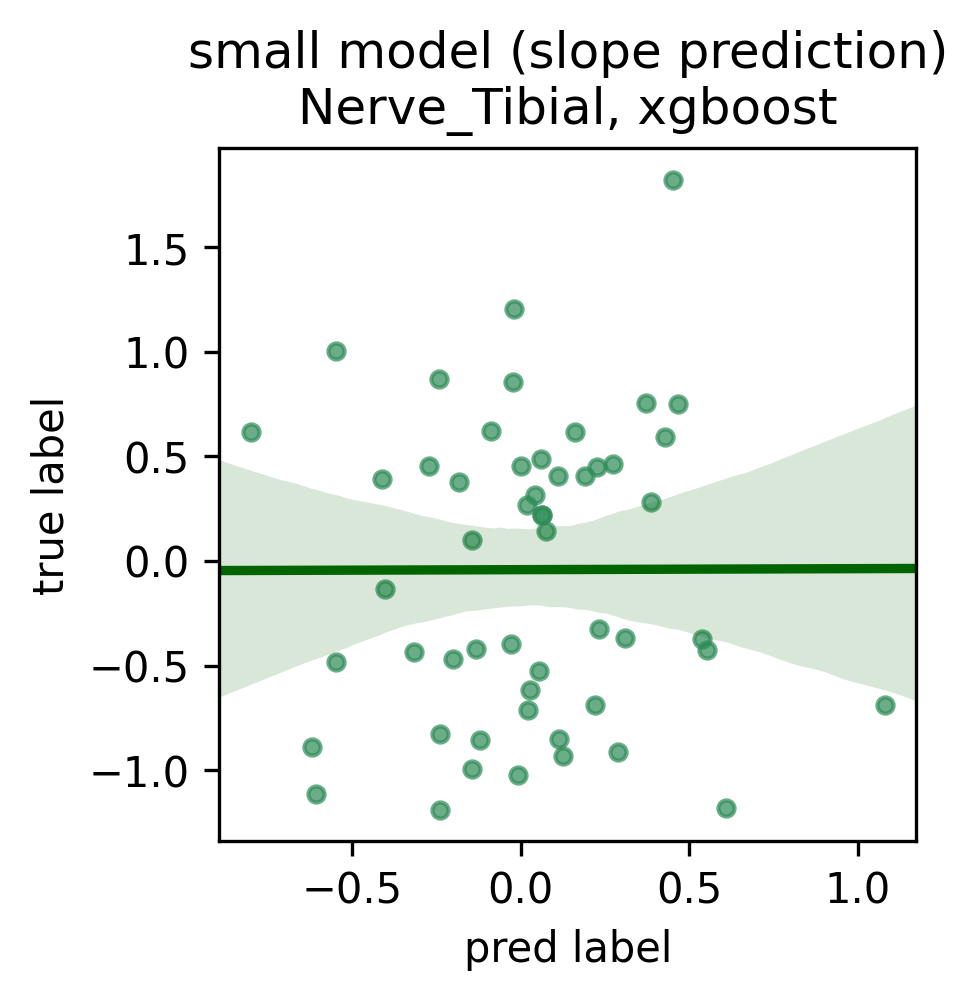 small model (slope prediction)
Nerve_Tibial, xgboost
1.5
1.0
0.5
0.0
−0.5
−1.0
true label
−0.5 0.0 0.5 1.0
pred label